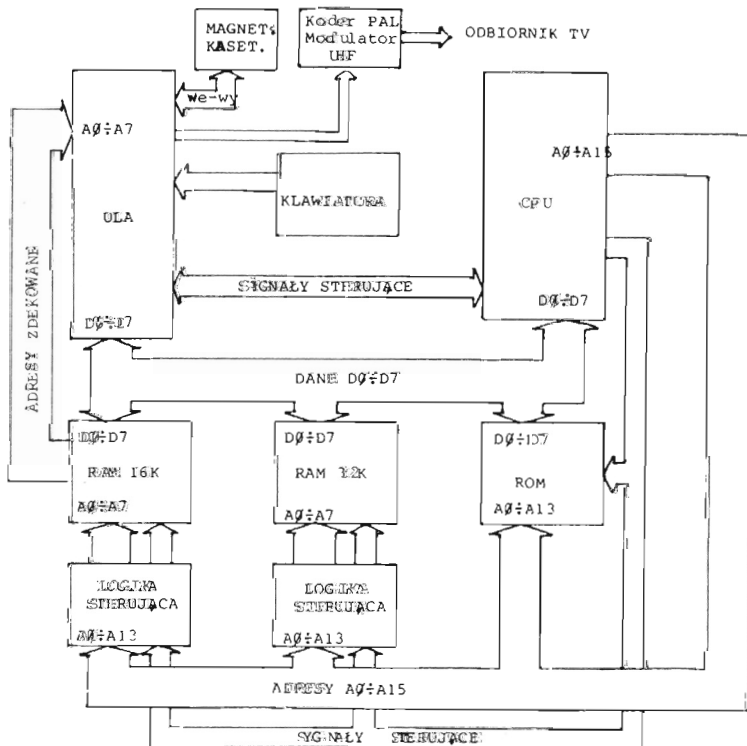 MAGNET.
KASET.
Koder PAL
Modulator
UHF
ODBIORNIK TV
We-wy
AØ÷A7
AØ÷A15
KLAWIATURA
ULA
CPU
SYGNAŁY STERUJĄCE
ADRESY ZDEKOWANE
DØ÷D7
DØ÷D7
DANE DØ÷D7
DØ÷D7
RAM 16K
AØ÷A7
DØ÷D7
RAM 32K
AØ÷A7
DØ÷D7
ROM
AØ÷A13
LOGIKA
STERUJĄCA
AØ÷A13
LOGIKA
STERUJĄCA
AØ÷A13
ADRESY AØ÷A15
SYGNAŁY STERUJĄCE